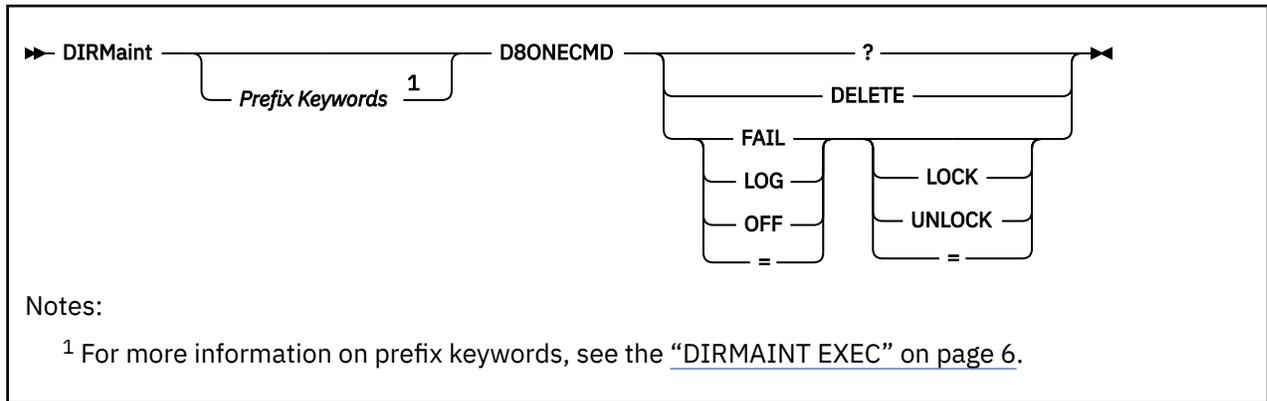 DIRMaint D8ONECMD ?
Prefix Keywords 1
DELETE
FAIL
LOG
OFF
=
LOCK
UNLOCK
=
Notes:
1 For more information on prefix keywords, see the “DIRMAINT EXEC” on page 6.